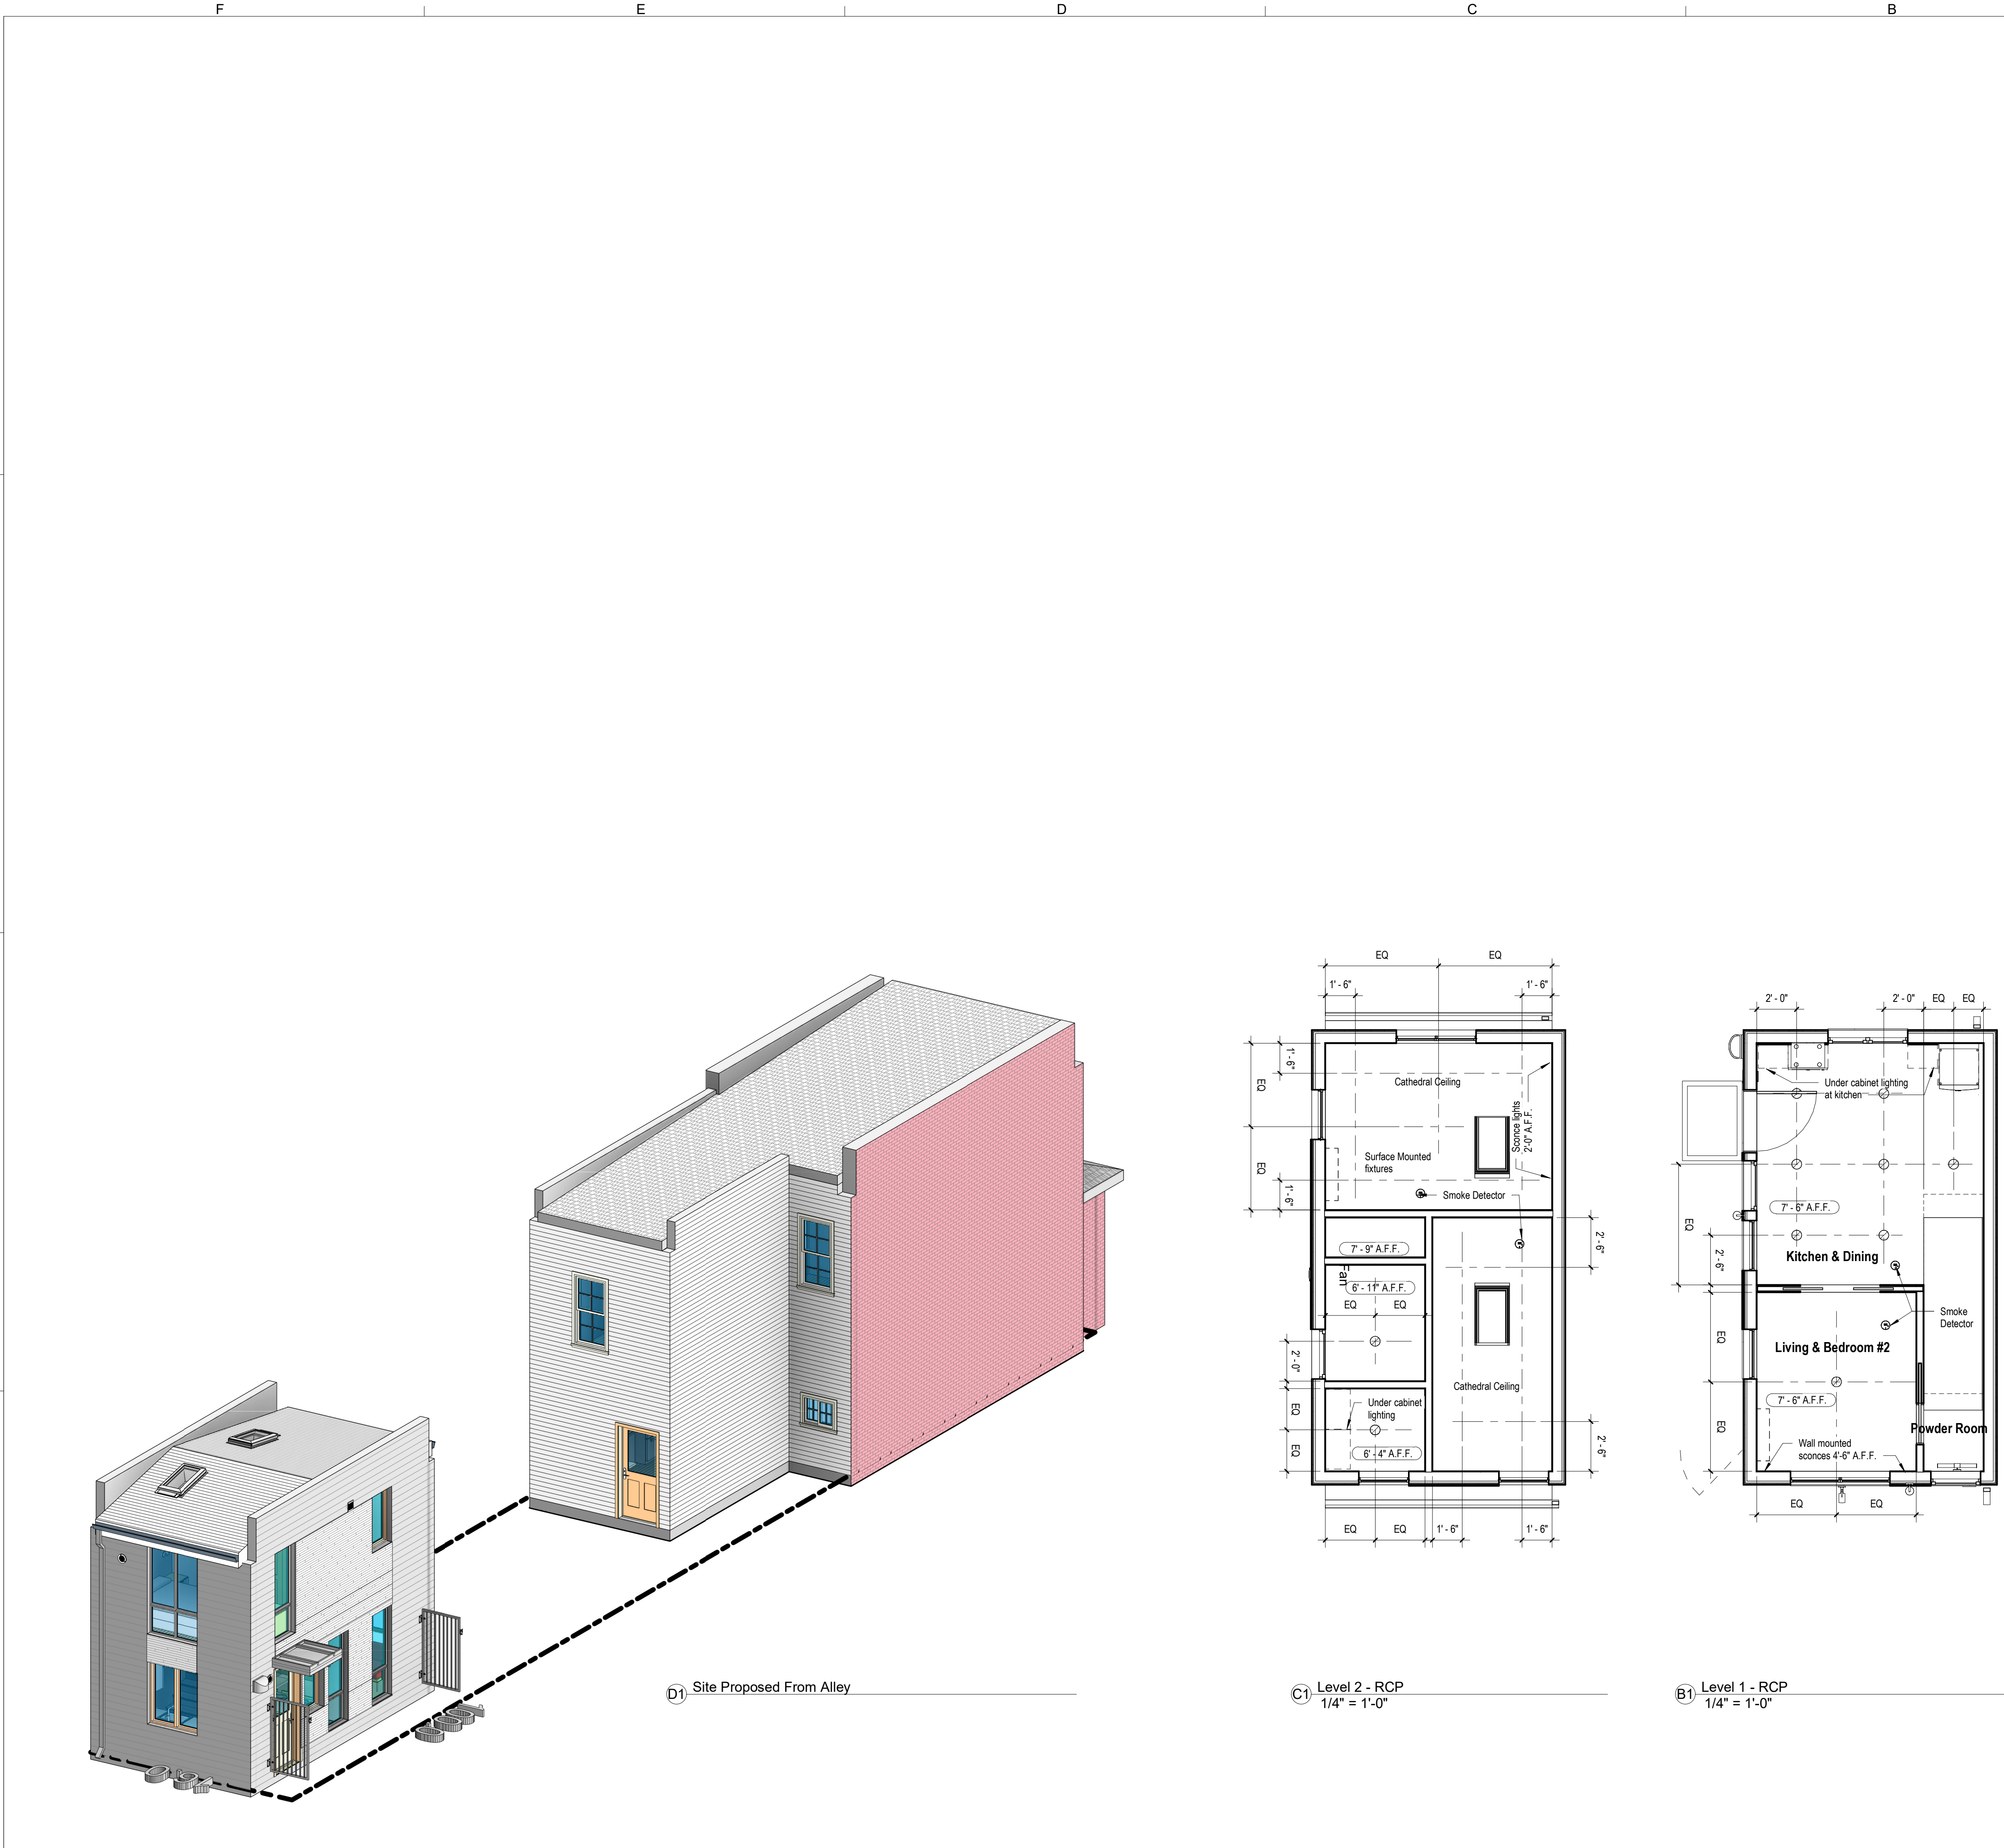 F E D C B
EQ EQ
1' - 6" 1' - 6"
1' - 6"
EQ
EQ
1' - 6"
Cathedral Ceiling
Sconce lights
2'-0" A.F.F.
Surface Mounted
fixtures
Smoke Detector
7' - 9" A.F.F.
Fan
6' - 11" A.F.F.
EQ EQ
2' - 6"
2' - 0"
Cathedral Ceiling
Under cabinet
lighting
EQ
EQ
6' - 4" A.F.F.
2' - 6"
EQ EQ 1' - 6" 1' - 6"
2' - 0" 2' - 0" EQ EQ
Under cabinet lighting
at kitchen
7' - 6" A.F.F.
EQ
2' - 6"
Kitchen & Dining
Smoke
Detector
EQ
Living & Bedroom #2
7' - 6" A.F.F.
EQ
Powder Room
Wall mounted
sconces 4'-6" A.F.F.
EQ EQ
D1 Site Proposed From Alley
C1 Level 2 - RCP
1/4" = 1'-0"
B1 Level 1 - RCP
1/4" = 1'-0"